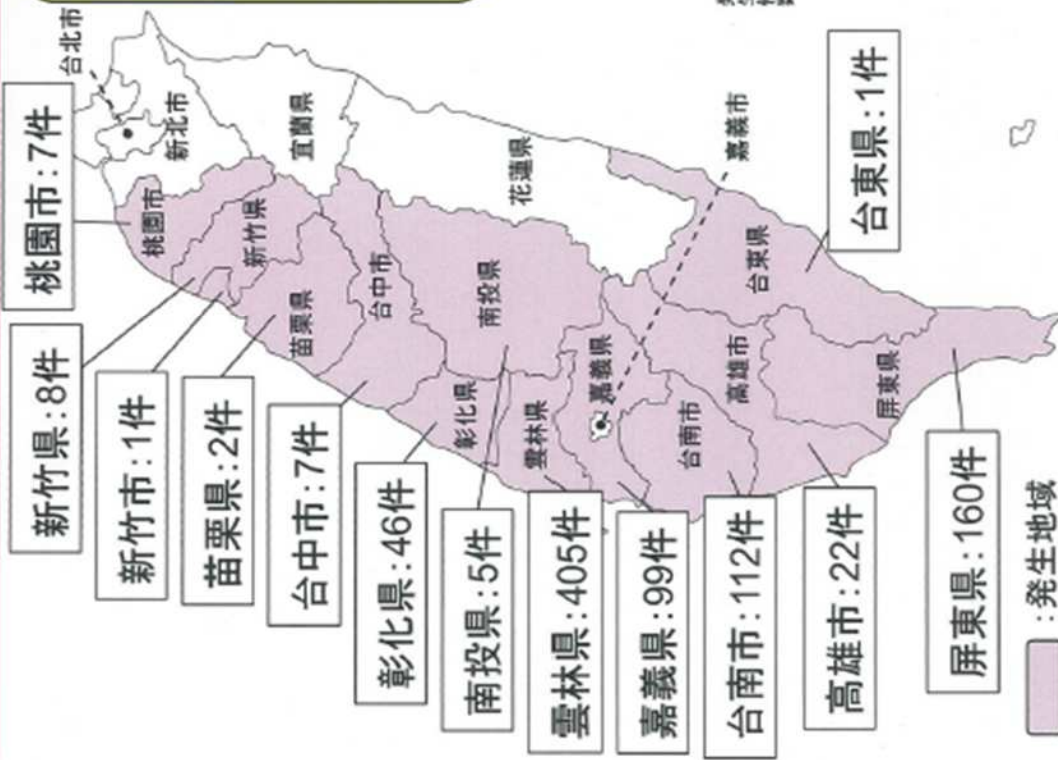 桃園市:7件
新竹県:8件
新竹市:1件
苗栗県:2件
台中市:7件
彰化県:46件
南投県:5件
雲林県:405件
嘉義県:99件
台南市:112件
高雄市:22件
屏東県:160件
台東県:1件
台北市
新北市
桃園市
宜蘭県
新竹県
苗栗県
台中市
花蓮県
南投県
彰化県
雲林県
嘉義県
嘉義市
台南市
高雄市
台東県
屏東県
:発生地域